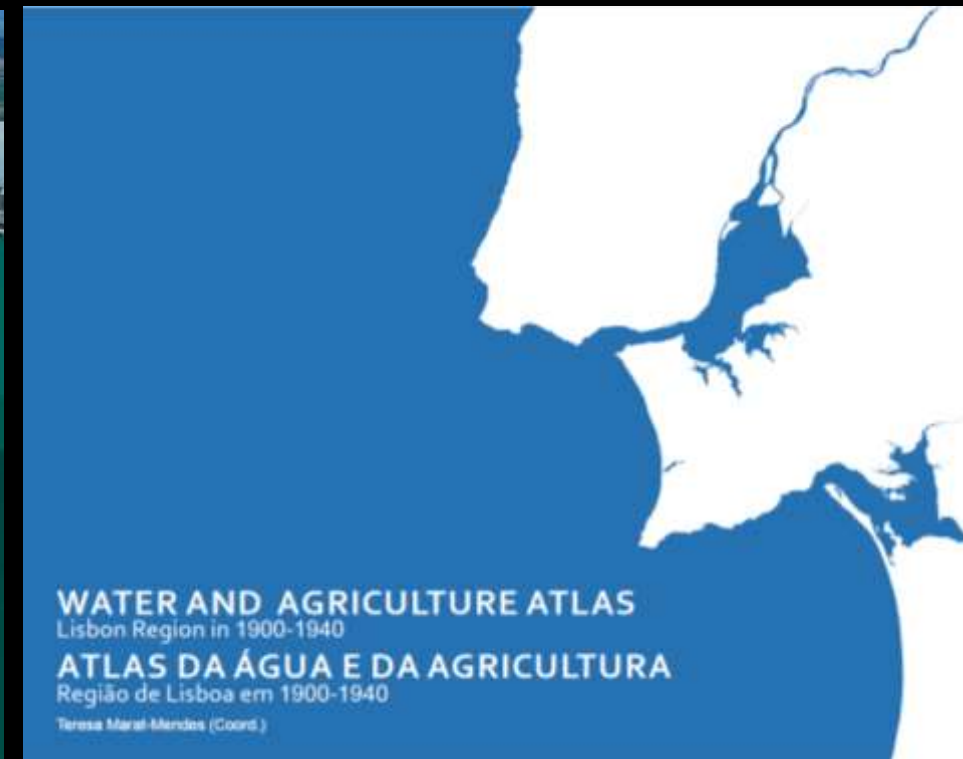 WATER AND AGRICULTURE ATLAS
Lisbon Region in 1900-1940
ATLAS DA ÁGUA E DA AGRICULTURA
Região de Lisboa em 1900-1940
Teresa Marat-Mendes (Coord.)